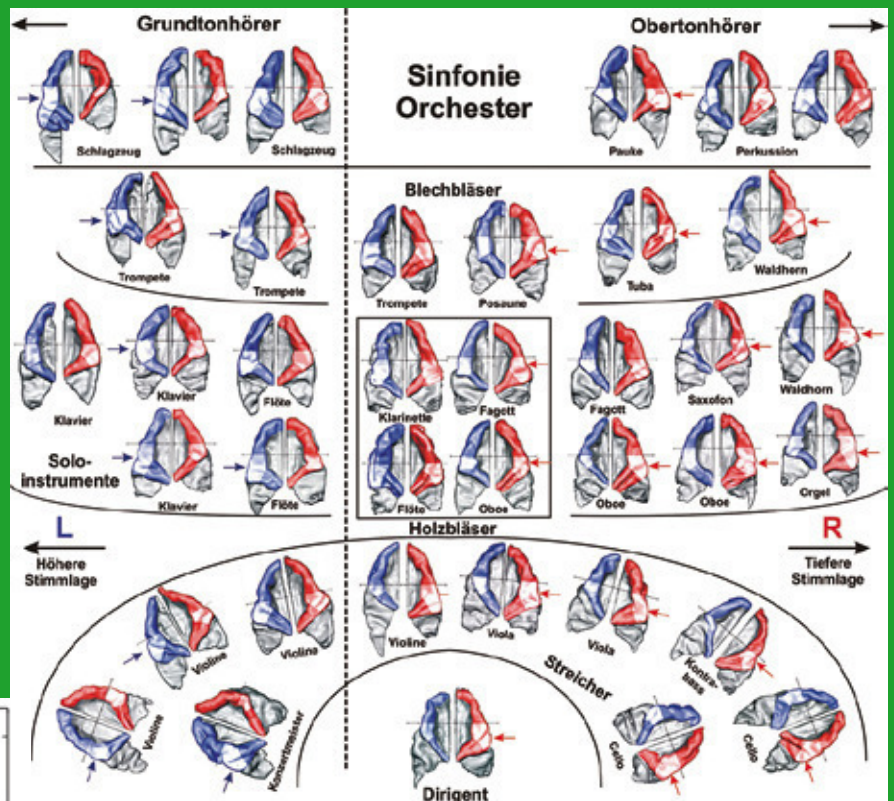 Grundtonhörer
Obertonhörer
Sinfonie
Orchester
Schlagzeug
Schlagzeug
Pauke
Perkussion
Blechbläser
Trompete
Trompete
Trompete
Posaune
Tuba
Waldhorn
Klavier
Klavier
Flöte
Klarinette
Fagott
Fagott
Saxofon
Waldhorn
Solo-
instrumente
Klavier
Flöte
Flöte
Oboe
Oboe
Oboe
Orgel
L
Holzbläser
R
Höhere
Stimmlage
Tiefere
Stimmlage
Violine
Violine
Violine
Viola
Viola
Kontra-
bass
Streicher
Violine
Konzertmeister
Cello
Cello
Dirigent